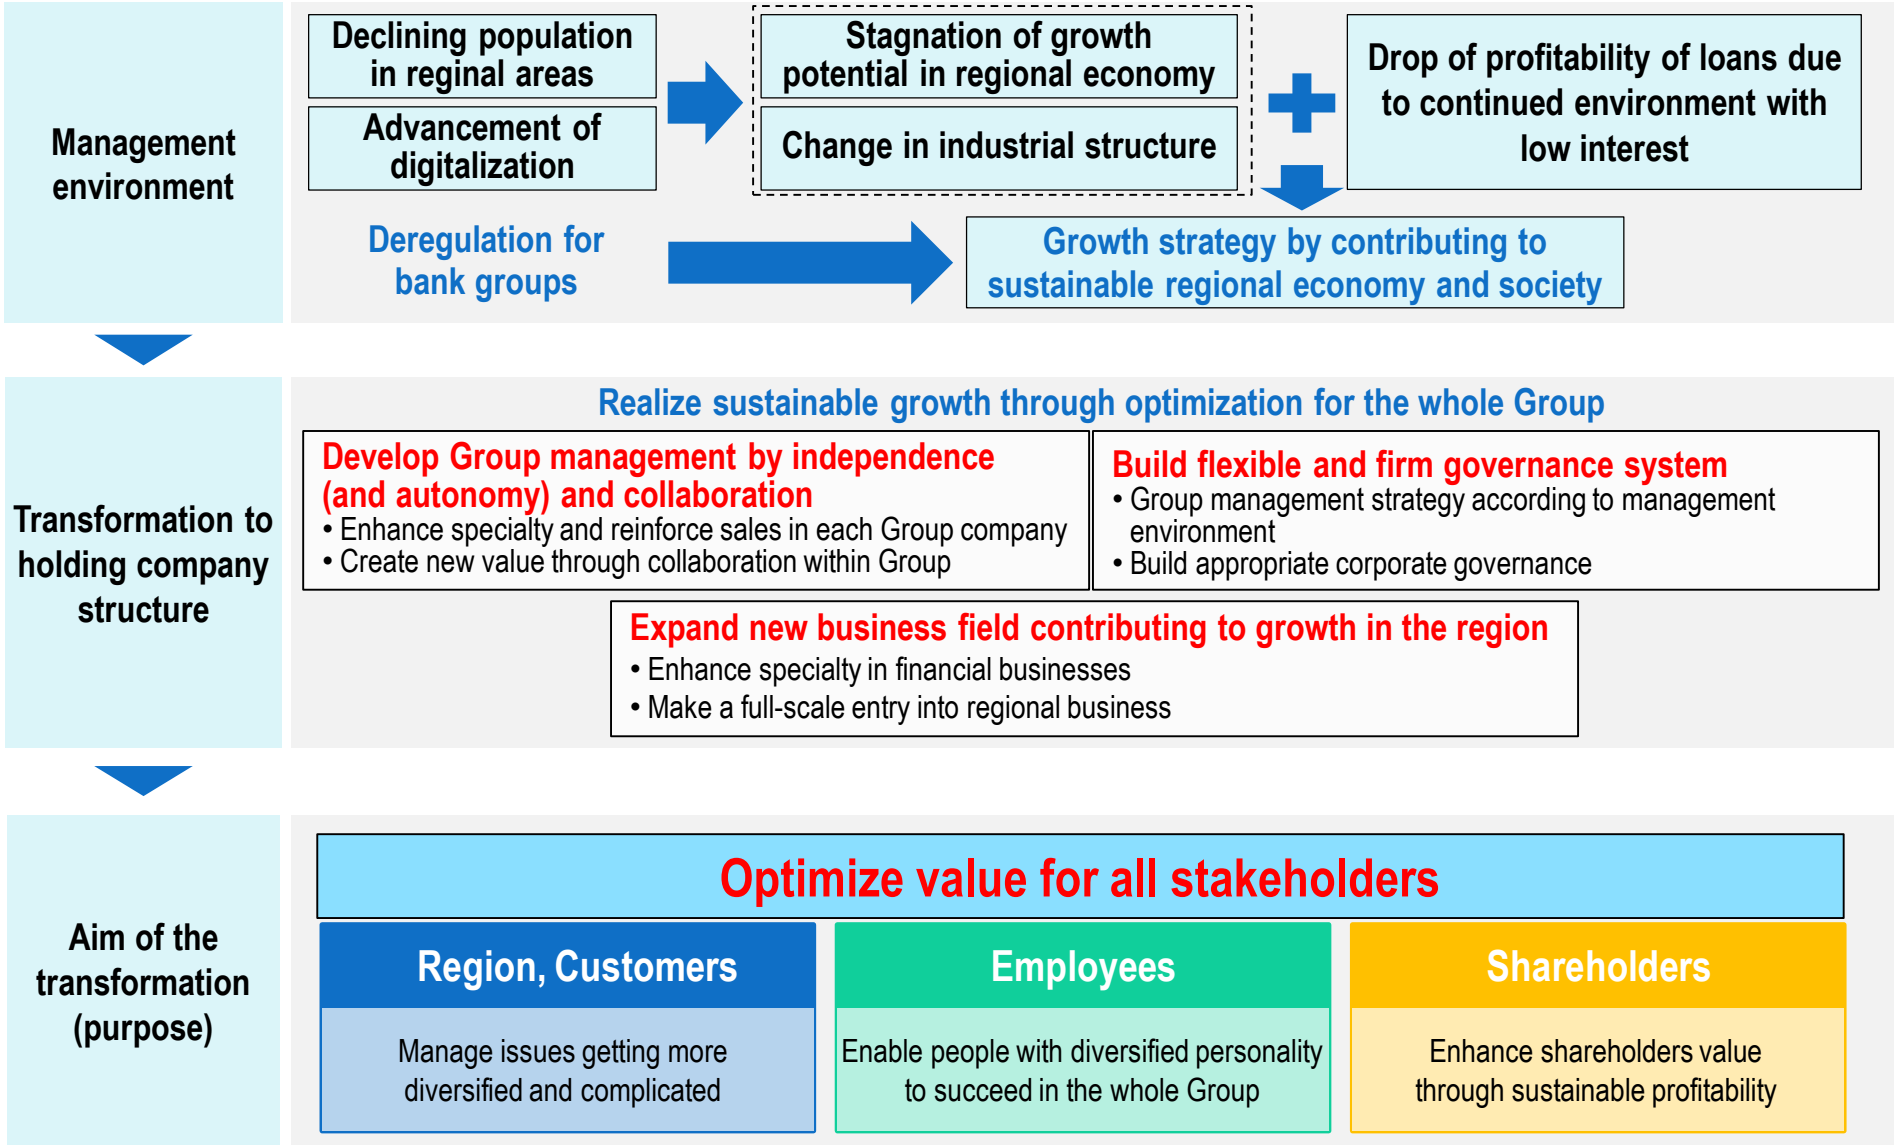 Management
environment
Declining population
in reginal areas
Advancement of
digitalization
Stagnation of growth
potential in regional economy
Change in industrial structure
Drop of profitability of loans due
to continued environment with
low interest
Deregulation for
bank groups
Growth strategy by contributing to
sustainable regional economy and society
Transformation to
holding company
structure
Realize sustainable growth through optimization for the whole Group
Develop Group management by independence
(and autonomy) and collaboration
• Enhance specialty and reinforce sales in each Group company
• Create new value through collaboration within Group
Build flexible and firm governance system
• Group management strategy according to management
environment
• Build appropriate corporate governance
Expand new business field contributing to growth in the region
• Enhance specialty in financial businesses
• Make a full-scale entry into regional business
Aim of the
transformation
(purpose)
Optimize value for all stakeholders
Region, Customers
Manage issues getting more
diversified and complicated
Employees
Enable people with diversified personality
to succeed in the whole Group
Shareholders
Enhance shareholders value
through sustainable profitability